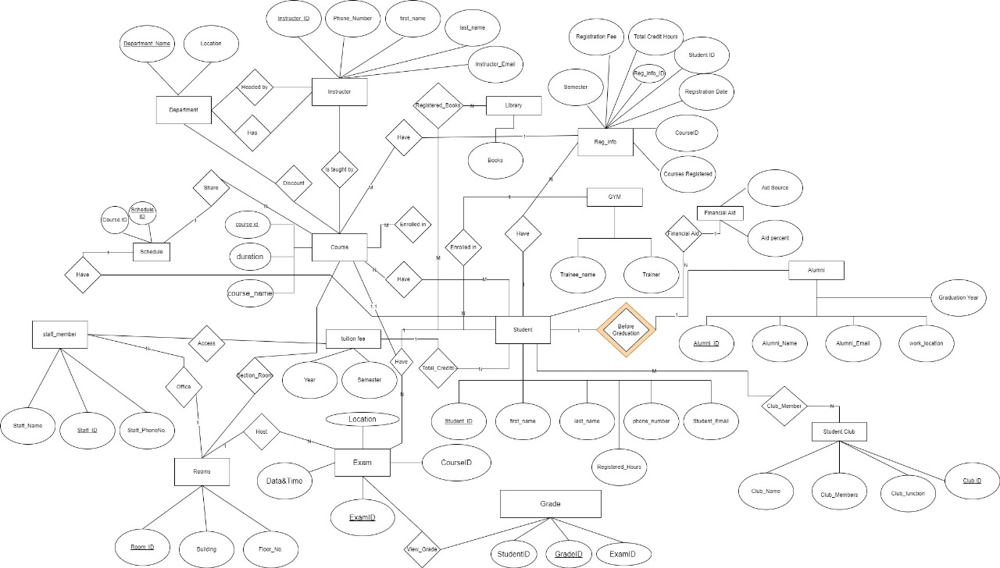 Instructor_ID
Phone_Number
first_name
last_name
Instructor_Email
Department_Name
Location
Registration Fee
Total Credit Hours
Student ID
Reg_info_ID
Semester
Registration Date
Headed by
Instructor
Department
Has
Registered_Books
N
Library
Books
Have
1
Reg_info
CourseID
Courses Registered
Is taught by
Discount
Share
M
N
N
1
GYM
Aid Source
Financial Aid
Aid percent
Financial Aid
1
N
Schedule
ID
Course ID
1
Schedule
1
Have
course id
duration
course_name
Course
M
Enrolled in
Enrolled in
Have
N
Have
M
M
1
Trainee_name
Trainer
Alumni
Graduation Year
1:1
N
Student
1
Before
Graduation
1
Alumni_ID
Alumni_Name
Alumni_Email
work_location
staff_member
N
Access
tuition fee
1
1
Have
Total_Credits
N
M
Year
Semester
Section_Room
Office
1
N
Club_Member
N
Staff_Name
Staff_ID
Staff_PhoneNo.
Student_ID
first_name
last_name
phone_number
Student_Email
Registered_Hours
Student Club
Host
1
N
Location
Exam
CourseID
Data&Time
ExamID
Rooms
Room_ID
Building
Floor_No.
Club_Name
Club_Members
Club_function
Club ID
Grade
View_Grade
StudentID
GradeID
ExamID